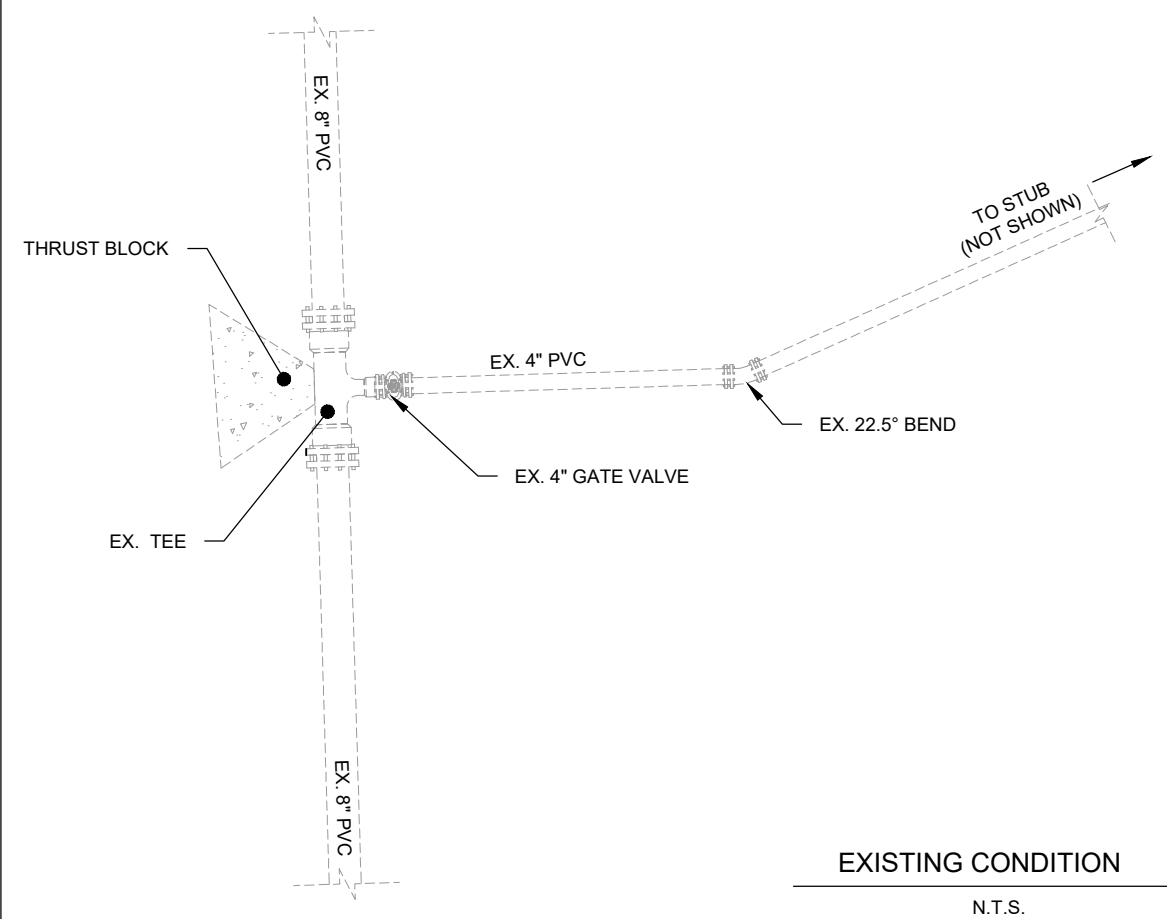 EX. 8" PVC
TO STUB
(NOT SHOWN)
THRUST BLOCK
EX. 4" PVC
EX. 22.5° BEND
EX. 4" GATE VALVE
EX. TEE
EX. 8" PVC
EXISTING CONDITION
N.T.S.